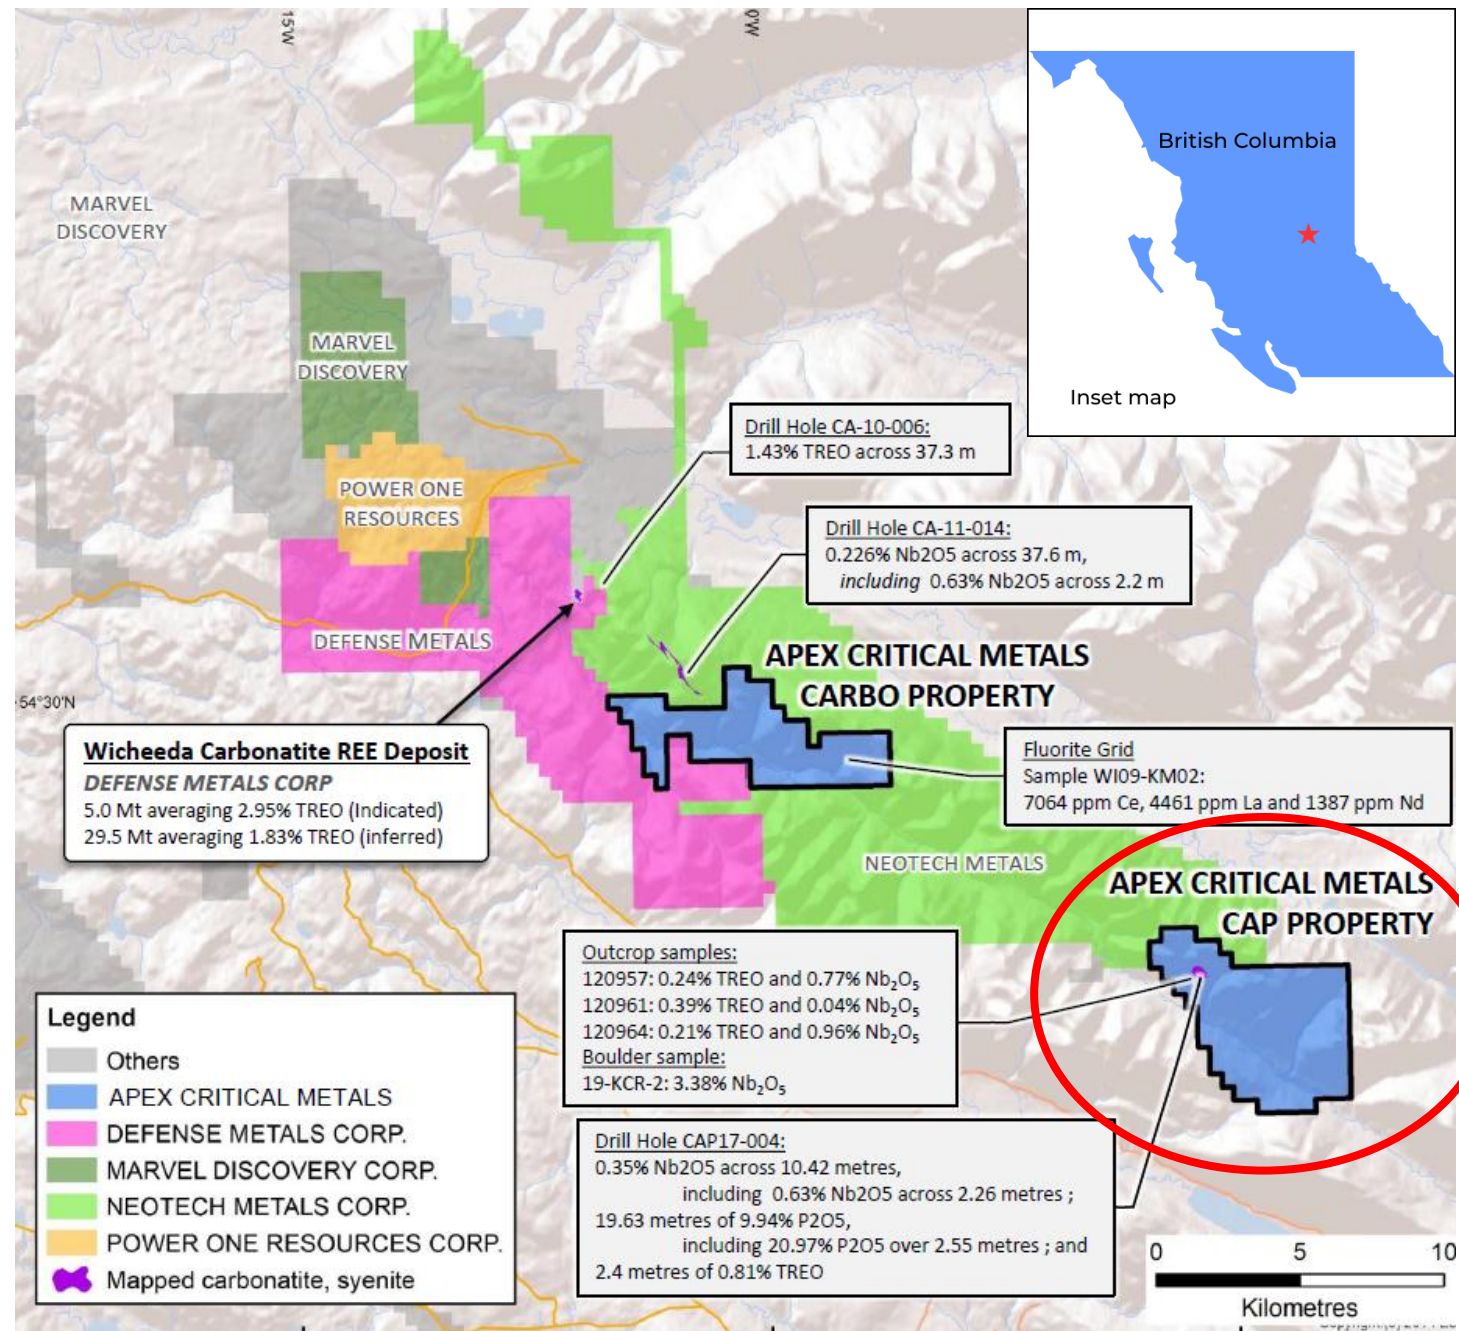 15'W
0'W
British Columbia
Inset map
MARVEL
DISCOVERY
MARVEL
DISCOVERY
POWER ONE
RESOURCES
DEFENSE METALS
NEOTECH METALS
54°30'N
Drill Hole CA-10-006:
1.43% TREO across 37.3 m
Drill Hole CA-11-014:
0.226% Nb2O5 across 37.6 m,
including 0.63% Nb2O5 across 2.2 m
APEX CRITICAL METALS
CARBO PROPERTY
Wicheeda Carbonatite REE Deposit
DEFENSE METALS CORP
5.0 Mt averaging 2.95% TREO (Indicated)
29.5 Mt averaging 1.83% TREO (inferred)
Fluorite Grid
Sample WI09-KM02:
7064 ppm Ce, 4461 ppm La and 1387 ppm Nd
APEX CRITICAL METALS
CAP PROPERTY
Outcrop samples:
120957: 0.24% TREO and 0.77% Nb₂O₅
120961: 0.39% TREO and 0.04% Nb₂O₅
120964: 0.21% TREO and 0.96% Nb₂O₅
Boulder sample:
19-KCR-2: 3.38% Nb₂O₅
Drill Hole CAP17-004:
0.35% Nb2O5 across 10.42 metres,
including 0.63% Nb2O5 across 2.26 metres ;
19.63 metres of 9.94% P2O5,
including 20.97% P2O5 over 2.55 metres ; and
2.4 metres of 0.81% TREO
Legend
Others
APEX CRITICAL METALS
DEFENSE METALS CORP.
MARVEL DISCOVERY CORP.
NEOTECH METALS CORP.
POWER ONE RESOURCES CORP.
Mapped carbonatite, syenite
0 5 10
Kilometres